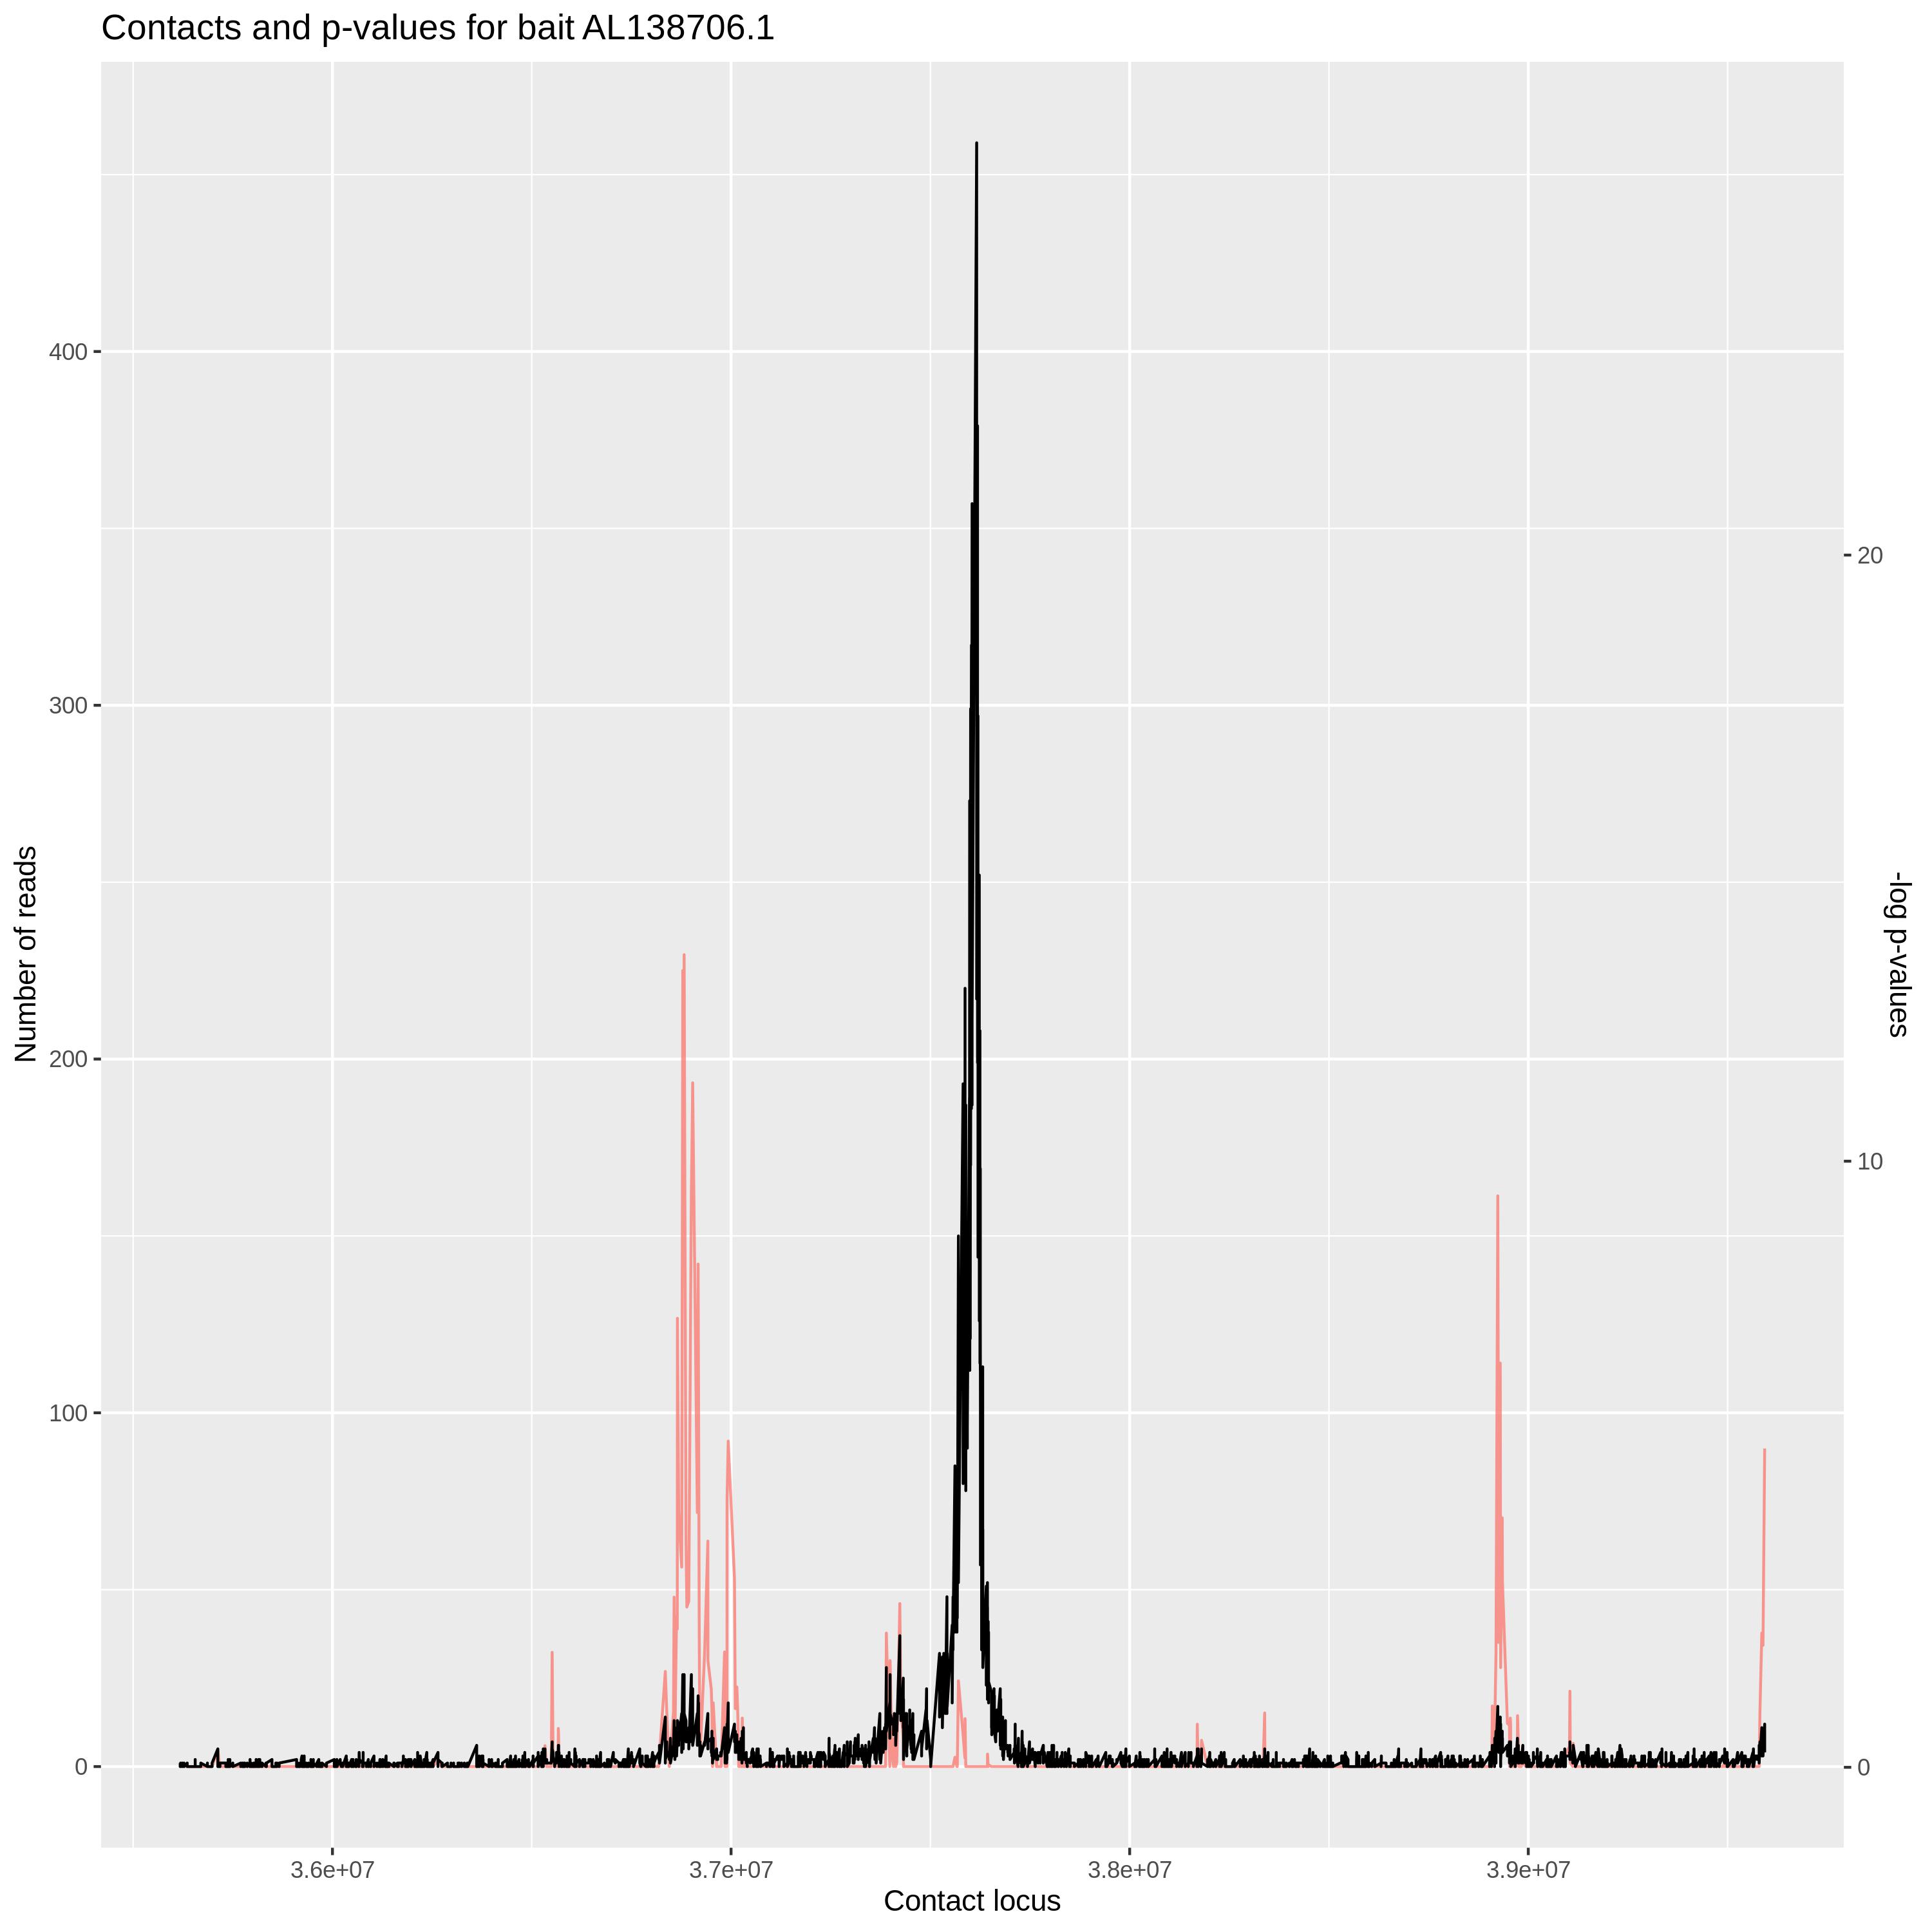 Contacts and p-values for bait AL138706.1
Number of reads
400
300
200
100
0
20
10
0
-log p-values
3.6e+07 3.7e+07 3.8e+07 3.9e+07
Contact locus